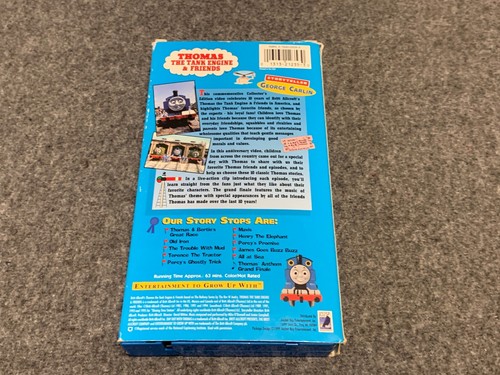 THOMAS
THE TANK ENGINE
& FRIENDS
STORYTELLER
GEORGE CARLIN
This commemorative Collector's
Edition video celebrates 10 years of Britt Allcroft's
Thomas the Tank Engine & Friends in America, and
highlights Thomas' favorite friends, as chosen by
the experts - his loyal fans! Children love Thomas
and his friends because they can identify with their
everyday friendships, squabbles and rivalries and
parents love Thomas because of its entertaining
wholesome qualities that teach gentle messages
important in developing good
morals and values.
In this anniversary video, children
from across the country come out for a special
day with Thomas to share with us their
favorite Thomas friends and episodes, and to
help us choose these 10 classic Thomas stories.
In a live-action clip introducing each episode, you'll
learn straight from the fans just what they like about their
favorite characters. The grand finale features the music
of Thomas' theme with special appearances by all of the friends
Thomas has made over the last 10 years!
OUR STORY STOPS ARE:
Thomas & Bertie's
Great Race
Old Iron
The Trouble With Mud
Terence The Tractor
Percy's Ghostly Trick
Mavis
Henry The Elephant
Percy's Promise
James Goes Buzz Buzz
All at Sea
Thomas' Anthem
Grand Finale
Running Time Approx. 63 mins. Color/Not Rated
ENTERTAINMENT TO GROW UP WITH